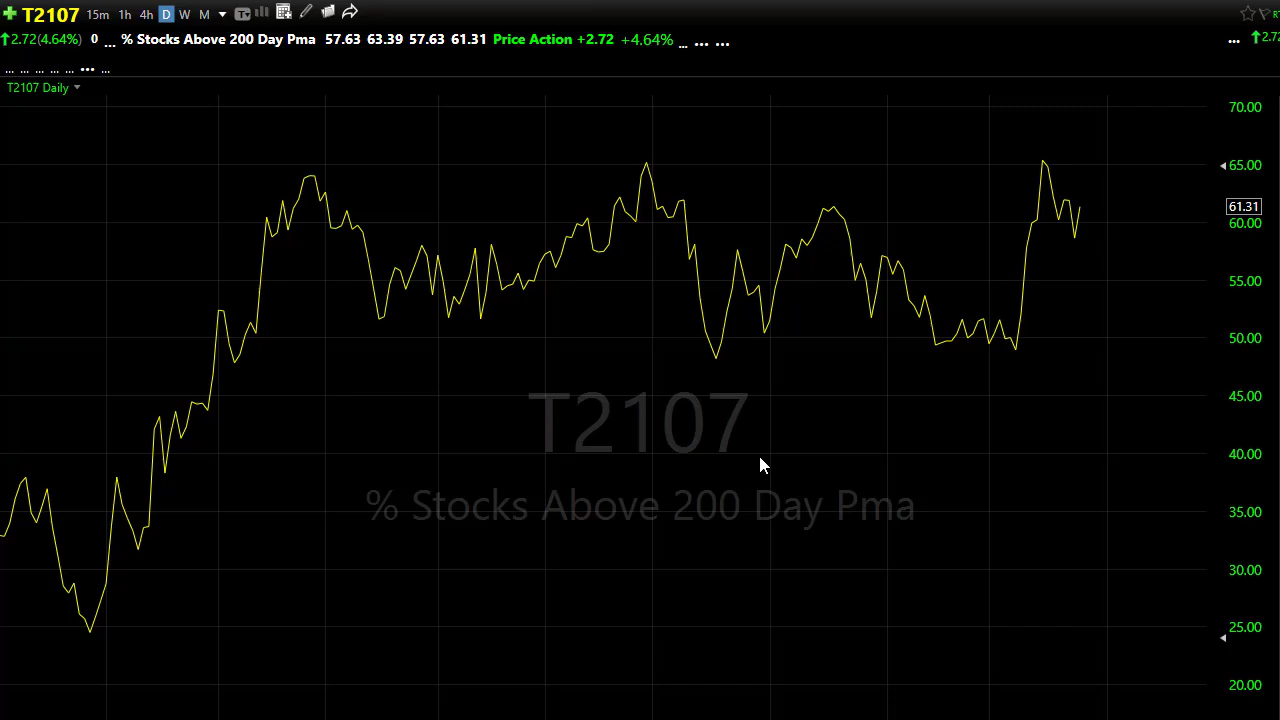 T2107 15m 1h 4h D W M T
2.72(4.64%) 0 ... % Stocks Above 200 Day Pma 57.63 63.39 57.63 61.31 Price Action +2.72 +4.64% ... ... ... ... 2.72
... ... ... ... ... ... ...
T2107 Daily
70.00
65.00
61.31
60.00
55.00
50.00
45.00
T2107
40.00
% Stocks Above 200 Day Pma
35.00
30.00
25.00
20.00